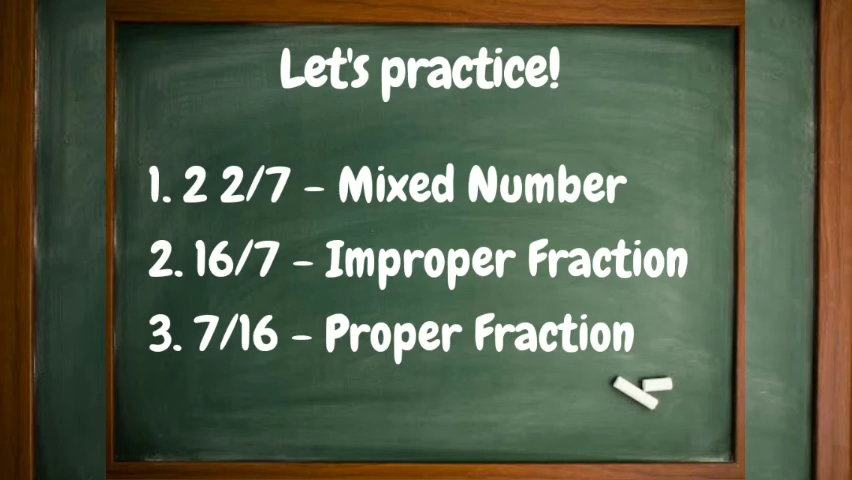 Let's practice!
1. 2 2/7 - Mixed Number
2. 16/7 - Improper Fraction
3. 7/16 - Proper Fraction